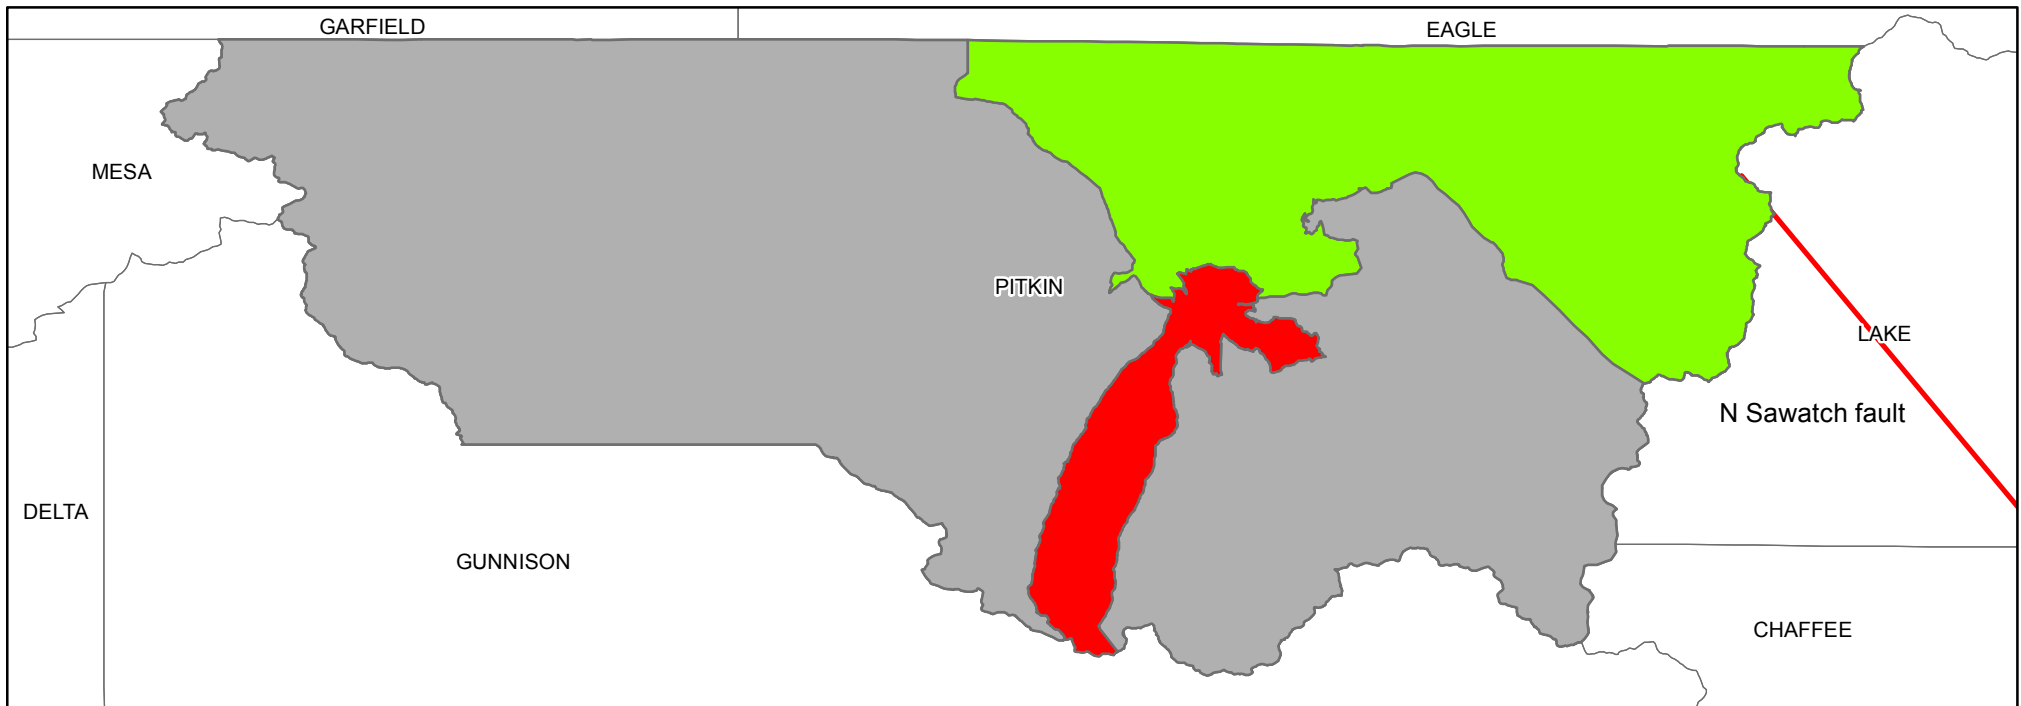 GARFIELD
EAGLE
MESA
PITKIN
LAKE
N Sawatch fault
DELTA
GUNNISON
CHAFFEE